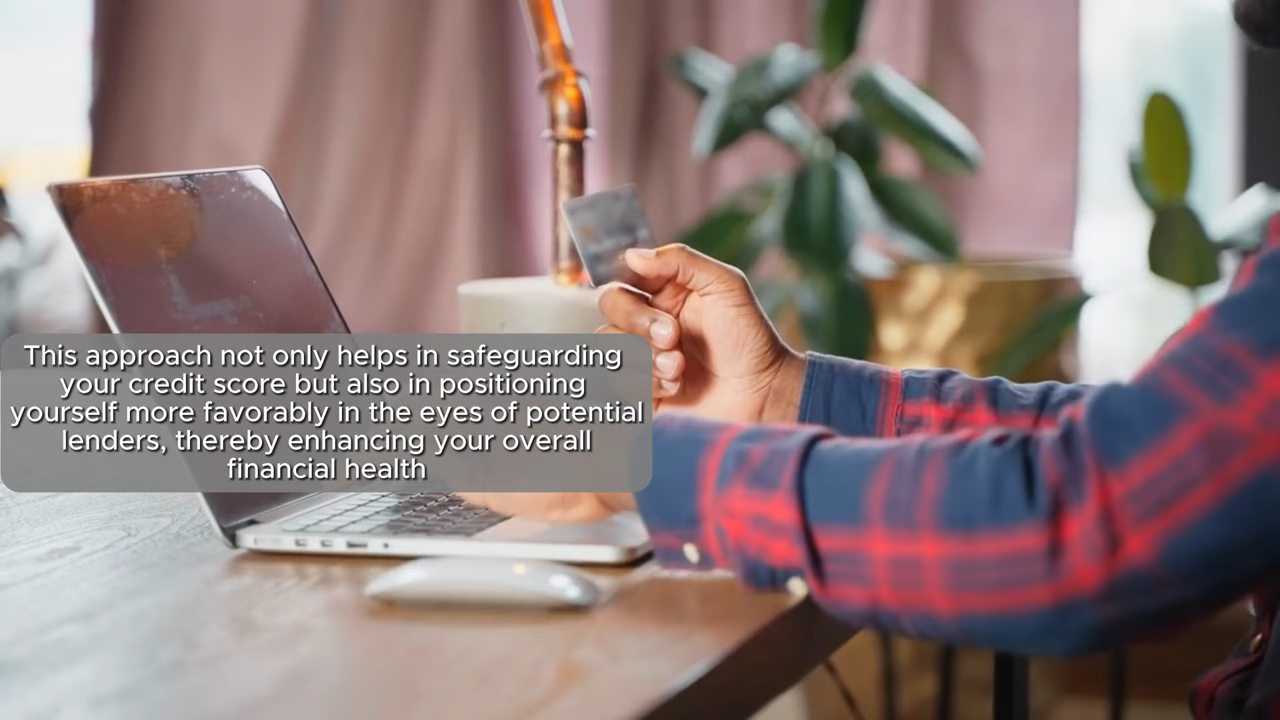 This approach not only helps in safeguarding
your credit score but also in positioning
yourself more favorably in the eyes of potential
lenders, thereby enhancing your overall
financial health